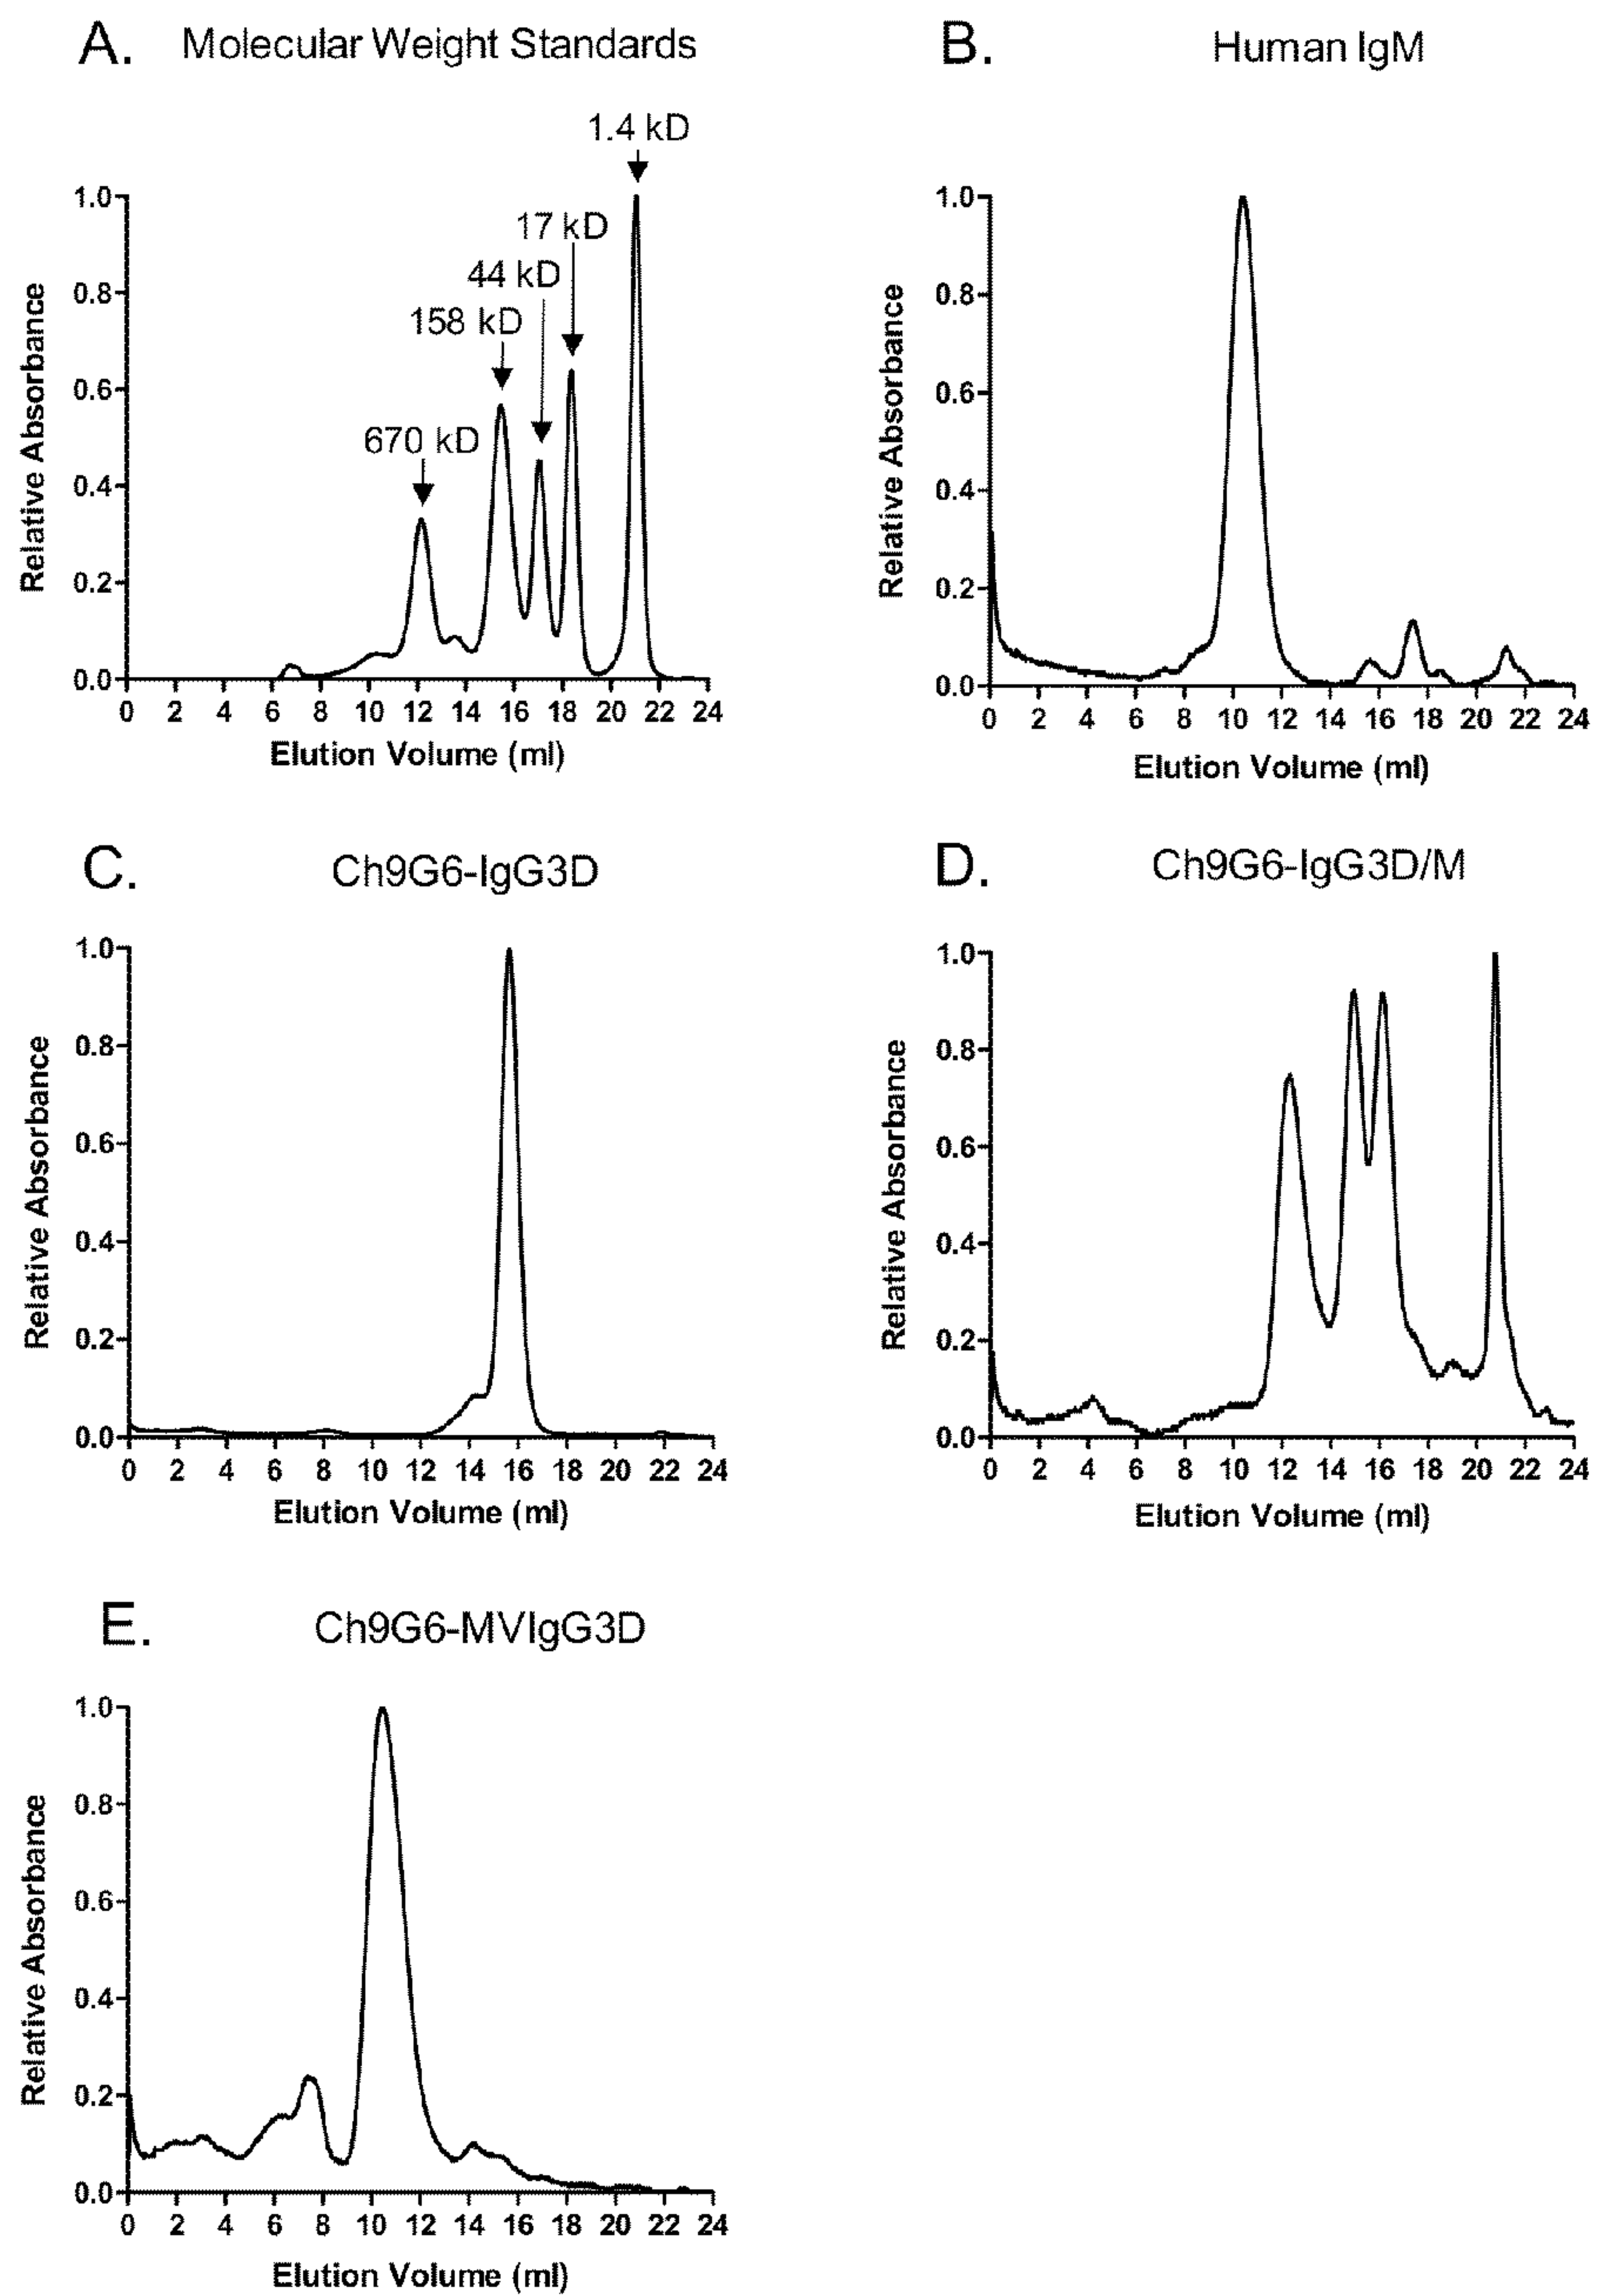 A. Molecular Weight Standards
1.4 kD
17 kD
44 kD
158 kD
670 kD
Relative Absorbance
1.0
0.8
0.6
0.4
0.2
0.0
0 2 4 6 8 10 12 14 16 18 20 22 24
Elution Volume (ml)
B. Human IgM
Relative Absorbance
1.0
0.8
0.6
0.4
0.2
0.0
0 2 4 6 8 10 12 14 16 18 20 22 24
Elution Volume (ml)
C. Ch9G6-IgG3D
Relative Absorbance
1.0
0.8
0.6
0.4
0.2
0.0
0 2 4 6 8 10 12 14 16 18 20 22 24
Elution Volume (ml)
D. Ch9G6-IgG3D/M
Relative Absorbance
1.0
0.8
0.6
0.4
0.2
0.0
0 2 4 6 8 10 12 14 16 18 20 22 24
Elution Volume (ml)
E. Ch9G6-MVIgG3D
Relative Absorbance
1.0
0.8
0.6
0.4
0.2
0.0
0 2 4 6 8 10 12 14 16 18 20 22 24
Elution Volume (ml)